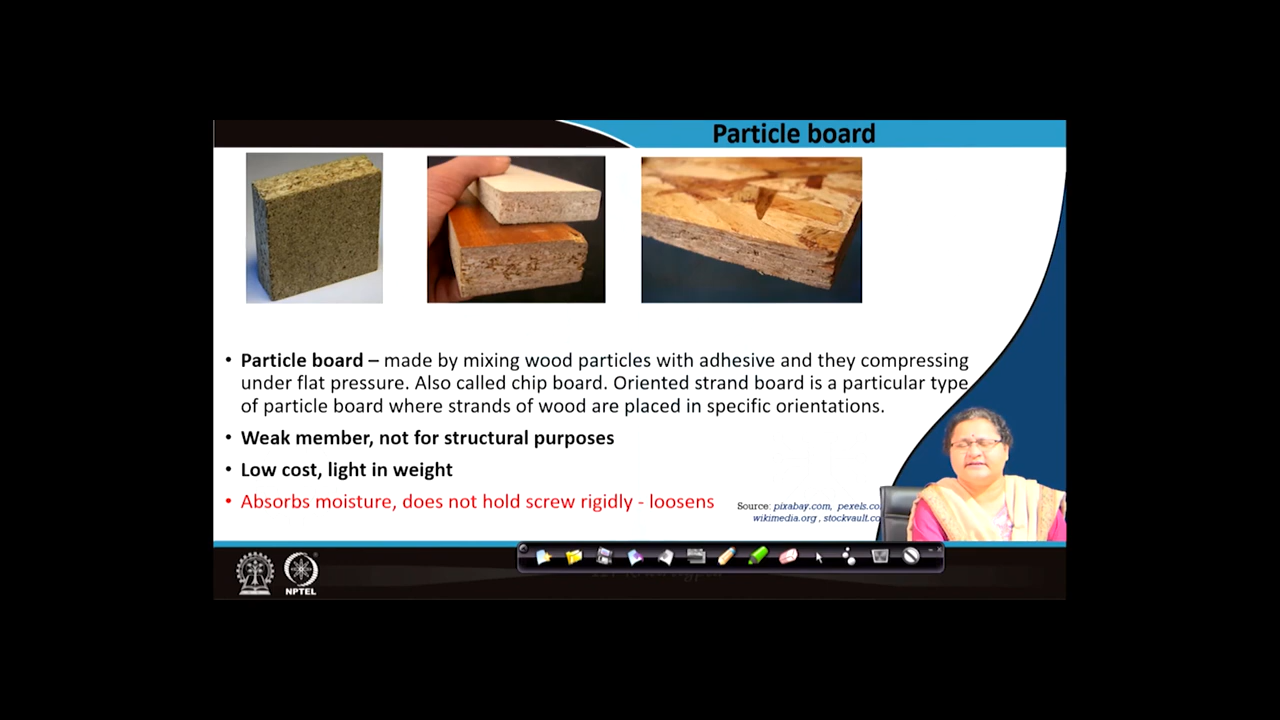 Particle board
• Particle board – made by mixing wood particles with adhesive and they compressing
under flat pressure. Also called chip board. Oriented strand board is a particular type
of particle board where strands of wood are placed in specific orientations.
• Weak member, not for structural purposes
• Low cost, light in weight
• Absorbs moisture, does not hold screw rigidly - loosens
Source: pixabay.com, pexels.co
wikimedia.org , stockvault.co
NPTEL